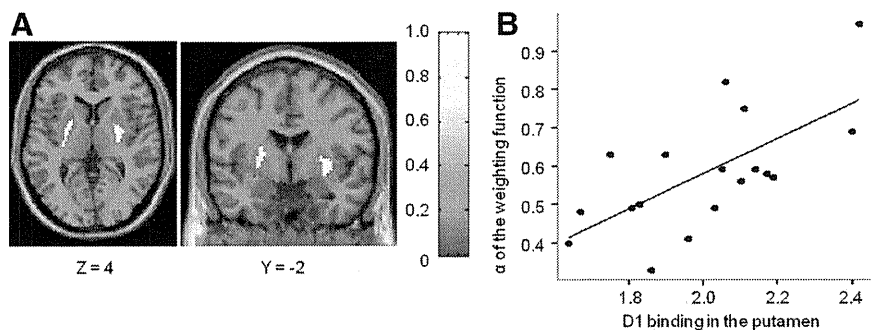 A
Z = 4
Y = -2
1.0
0.8
0.6
0.4
0.2
0
B
α of the weighting function
0.9
0.8
0.7
0.6
0.5
0.4
1.8
2.0
2.2
2.4
D1 binding in the putamen